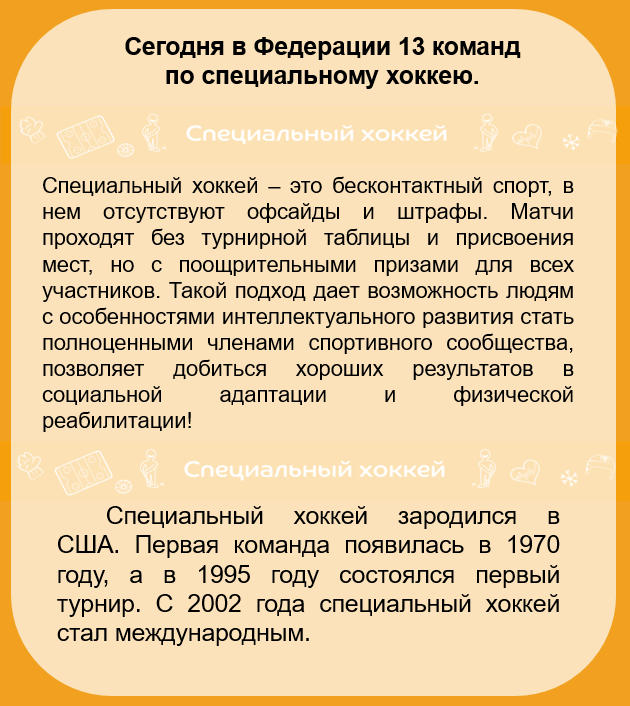 Сегодня в Федерации 13 команд
по специальному хоккею.
Специальный хоккей
Специальный хоккей – это бесконтактный спорт, в
нем отсутствуют офсайды и штрафы. Матчи
проходят без турнирной таблицы и присвоения
мест, но с поощрительными призами для всех
участников. Такой подход дает возможность людям
с особенностями интеллектуального развития стать
полноценными членами спортивного сообщества,
позволяет добиться хороших результатов в
социальной адаптации и физической
реабилитации!
Специальный хоккей
Специальный хоккей зародился в
США. Первая команда появилась в 1970
году, а в 1995 году состоялся первый
турнир. С 2002 года специальный хоккей
стал международным.